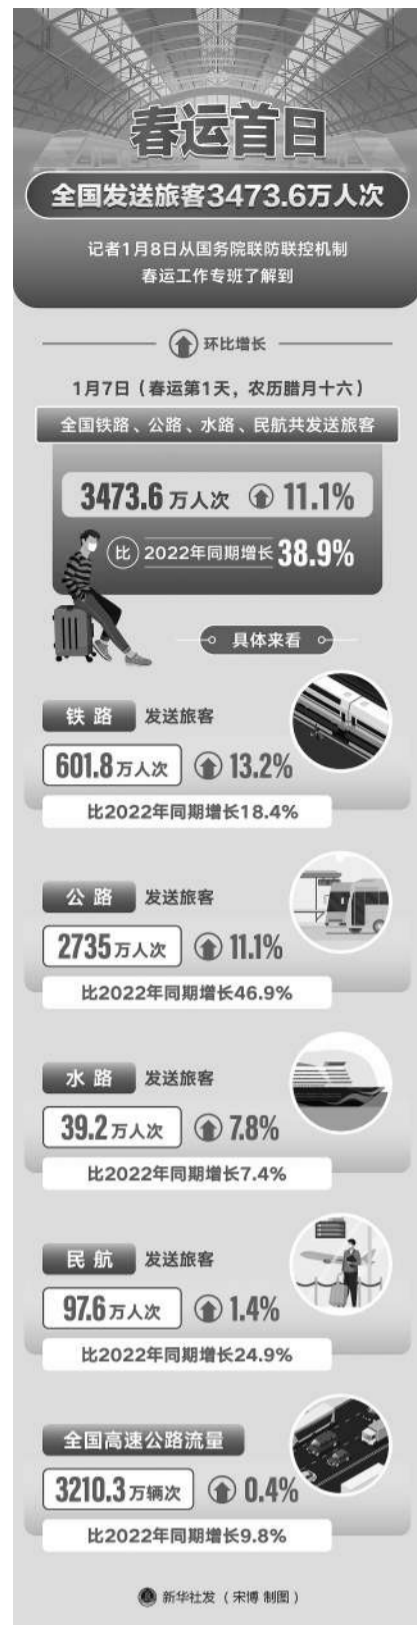 春运首日
全国发送旅客3473.6万人次
记者1月8日从国务院联防联控机制
春运工作专班了解到
环比增长
1月7日（春运第1天，农历腊月十六）
全国铁路、公路、水路、民航共发送旅客
3473.6万人次 11.1%
比 2022年同期增长38.9%
具体来看
铁路 发送旅客
601.8万人次 13.2%
比2022年同期增长18.4%
公路 发送旅客
2735万人次 11.1%
比2022年同期增长46.9%
水路 发送旅客
39.2万人次 7.8%
比2022年同期增长7.4%
民航 发送旅客
97.6万人次 1.4%
比2022年同期增长24.9%
全国高速公路流量
3210.3万辆次 0.4%
比2022年同期增长9.8%
新华社发（宋博 制图）